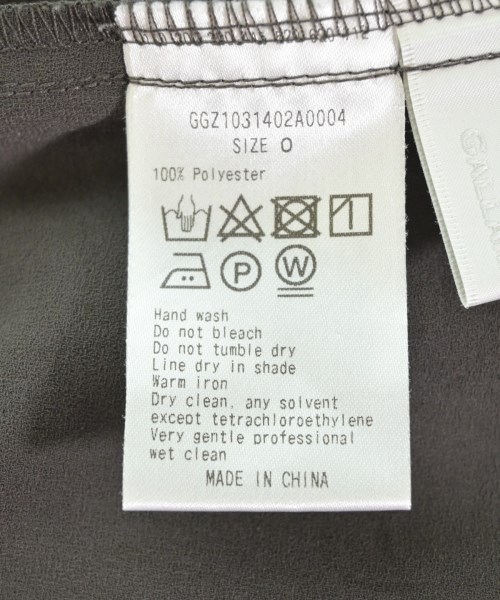 GGZ1031402A0004
SIZE 0
100% Polyester
P
W
Hand wash
Do not bleach
Do not tumble dry
Line dry in shade
Warm iron
Dry clean, any solvent
except tetrachloroethylene
Very gentle professional
wet clean
MADE IN CHINA